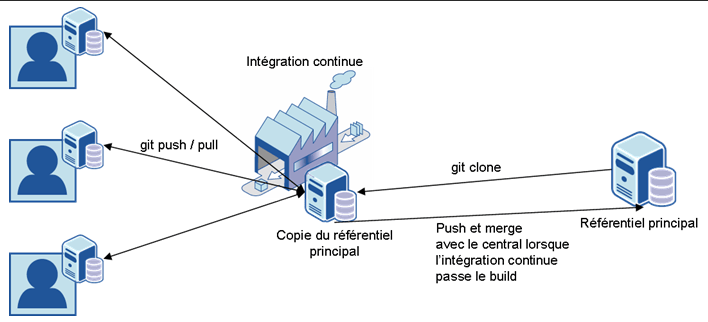 Intégration continue
git push / pull
git clone
Copie du référentiel
principal
Push et merge
avec le central lorsque
l'intégration continue
passe le build
Référentiel principal